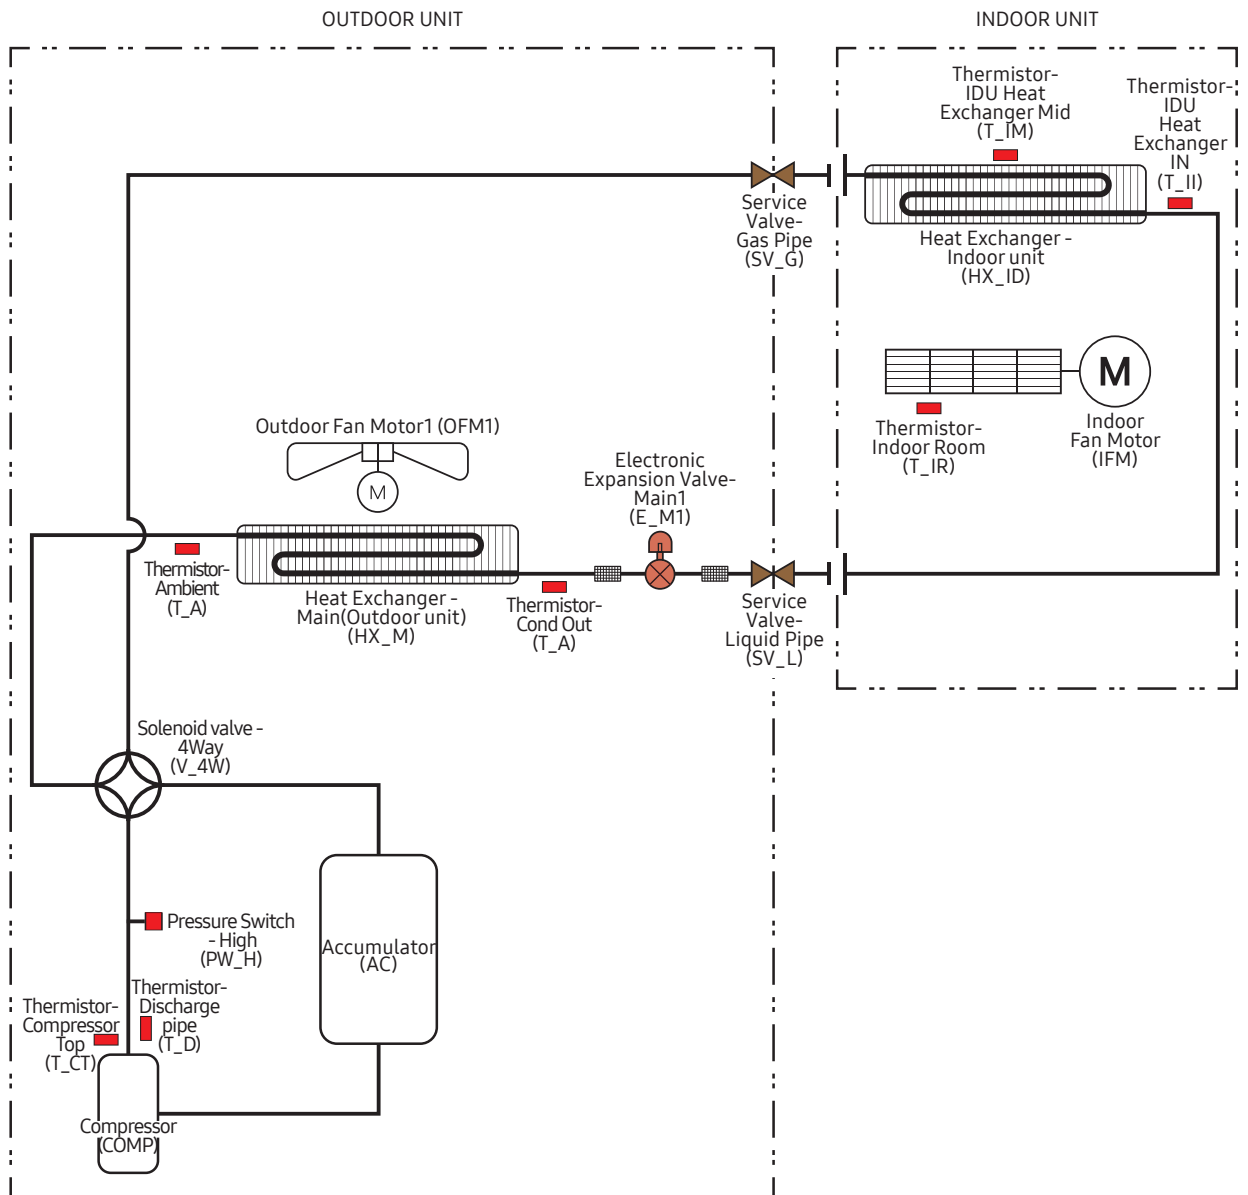 OUTDOOR UNIT
INDOOR UNIT
Thermistor-
IDU Heat
Exchanger Mid
(T_IM)
Thermistor-
IDU
Heat
Exchanger
IN
(T_II)
Service
Valve-
Gas Pipe
(SV_G)
Heat Exchanger -
Indoor unit
(HX_ID)
M
Thermistor-
Indoor Room
(T_IR)
Indoor
Fan Motor
(IFM)
Outdoor Fan Motor1 (OFM1)
M
Electronic
Expansion Valve-
Main1
(E_M1)
Thermistor-
Ambient
(T_A)
Heat Exchanger -
Main(Outdoor unit)
(HX_M)
Thermistor-
Cond Out
(T_A)
Service
Valve-
Liquid Pipe
(SV_L)
Solenoid valve -
4Way
(V_4W)
Pressure Switch
- High
(PW_H)
Accumulator
(AC)
Thermistor-
Compressor
Top
(T_CT)
Thermistor-
Discharge
pipe
(T_D)
Compressor
(COMP)